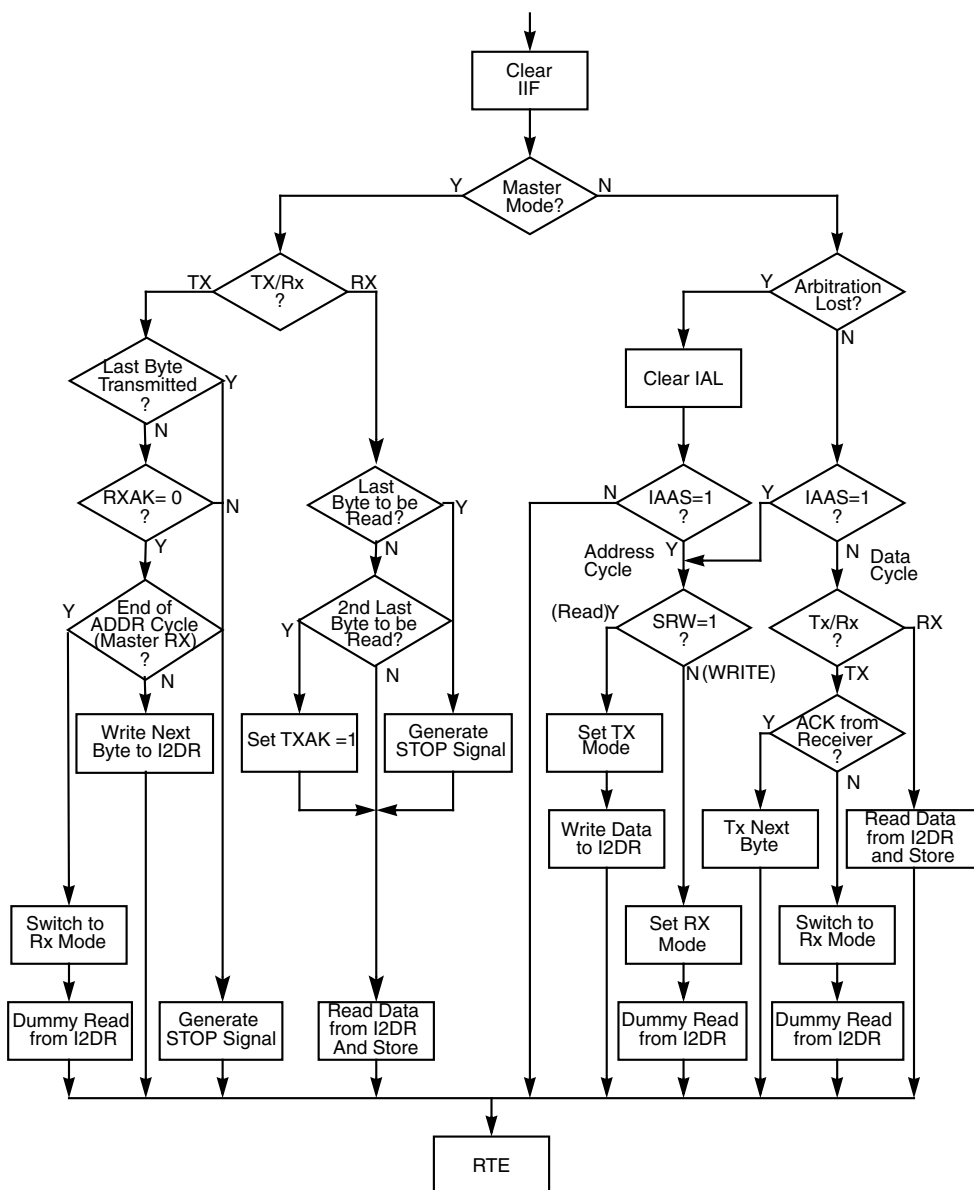 Clear
IIF
Y
Master
Mode?
N
TX
TX/Rx
?
RX
Y
Arbitration
Lost?
N
Last Byte
Transmitted
?
Y
N
Clear IAL
RXAK= 0
?
N
Y
Last
Byte to be
Read?
Y
N
N
IAAS=1
?
Y
Address
Cycle
Y
IAAS=1
?
N
Data
Cycle
Y
End of
ADDR Cycle
(Master RX)
?
N
2nd Last
Byte to be
Read?
Y
N
(Read)Y
SRW=1
?
N(WRITE)
Tx/Rx
?
RX
TX
Write Next
Byte to I2DR
Set TXAK =1
Generate
STOP Signal
Set TX
Mode
Y
ACK from
Receiver
?
N
Write Data
to I2DR
Tx Next
Byte
Read Data
from I2DR
and Store
Switch to
Rx Mode
Set RX
Mode
Switch to
Rx Mode
Dummy Read
from I2DR
Generate
STOP Signal
Read Data
from I2DR
And Store
Dummy Read
from I2DR
Dummy Read
from I2DR
RTE